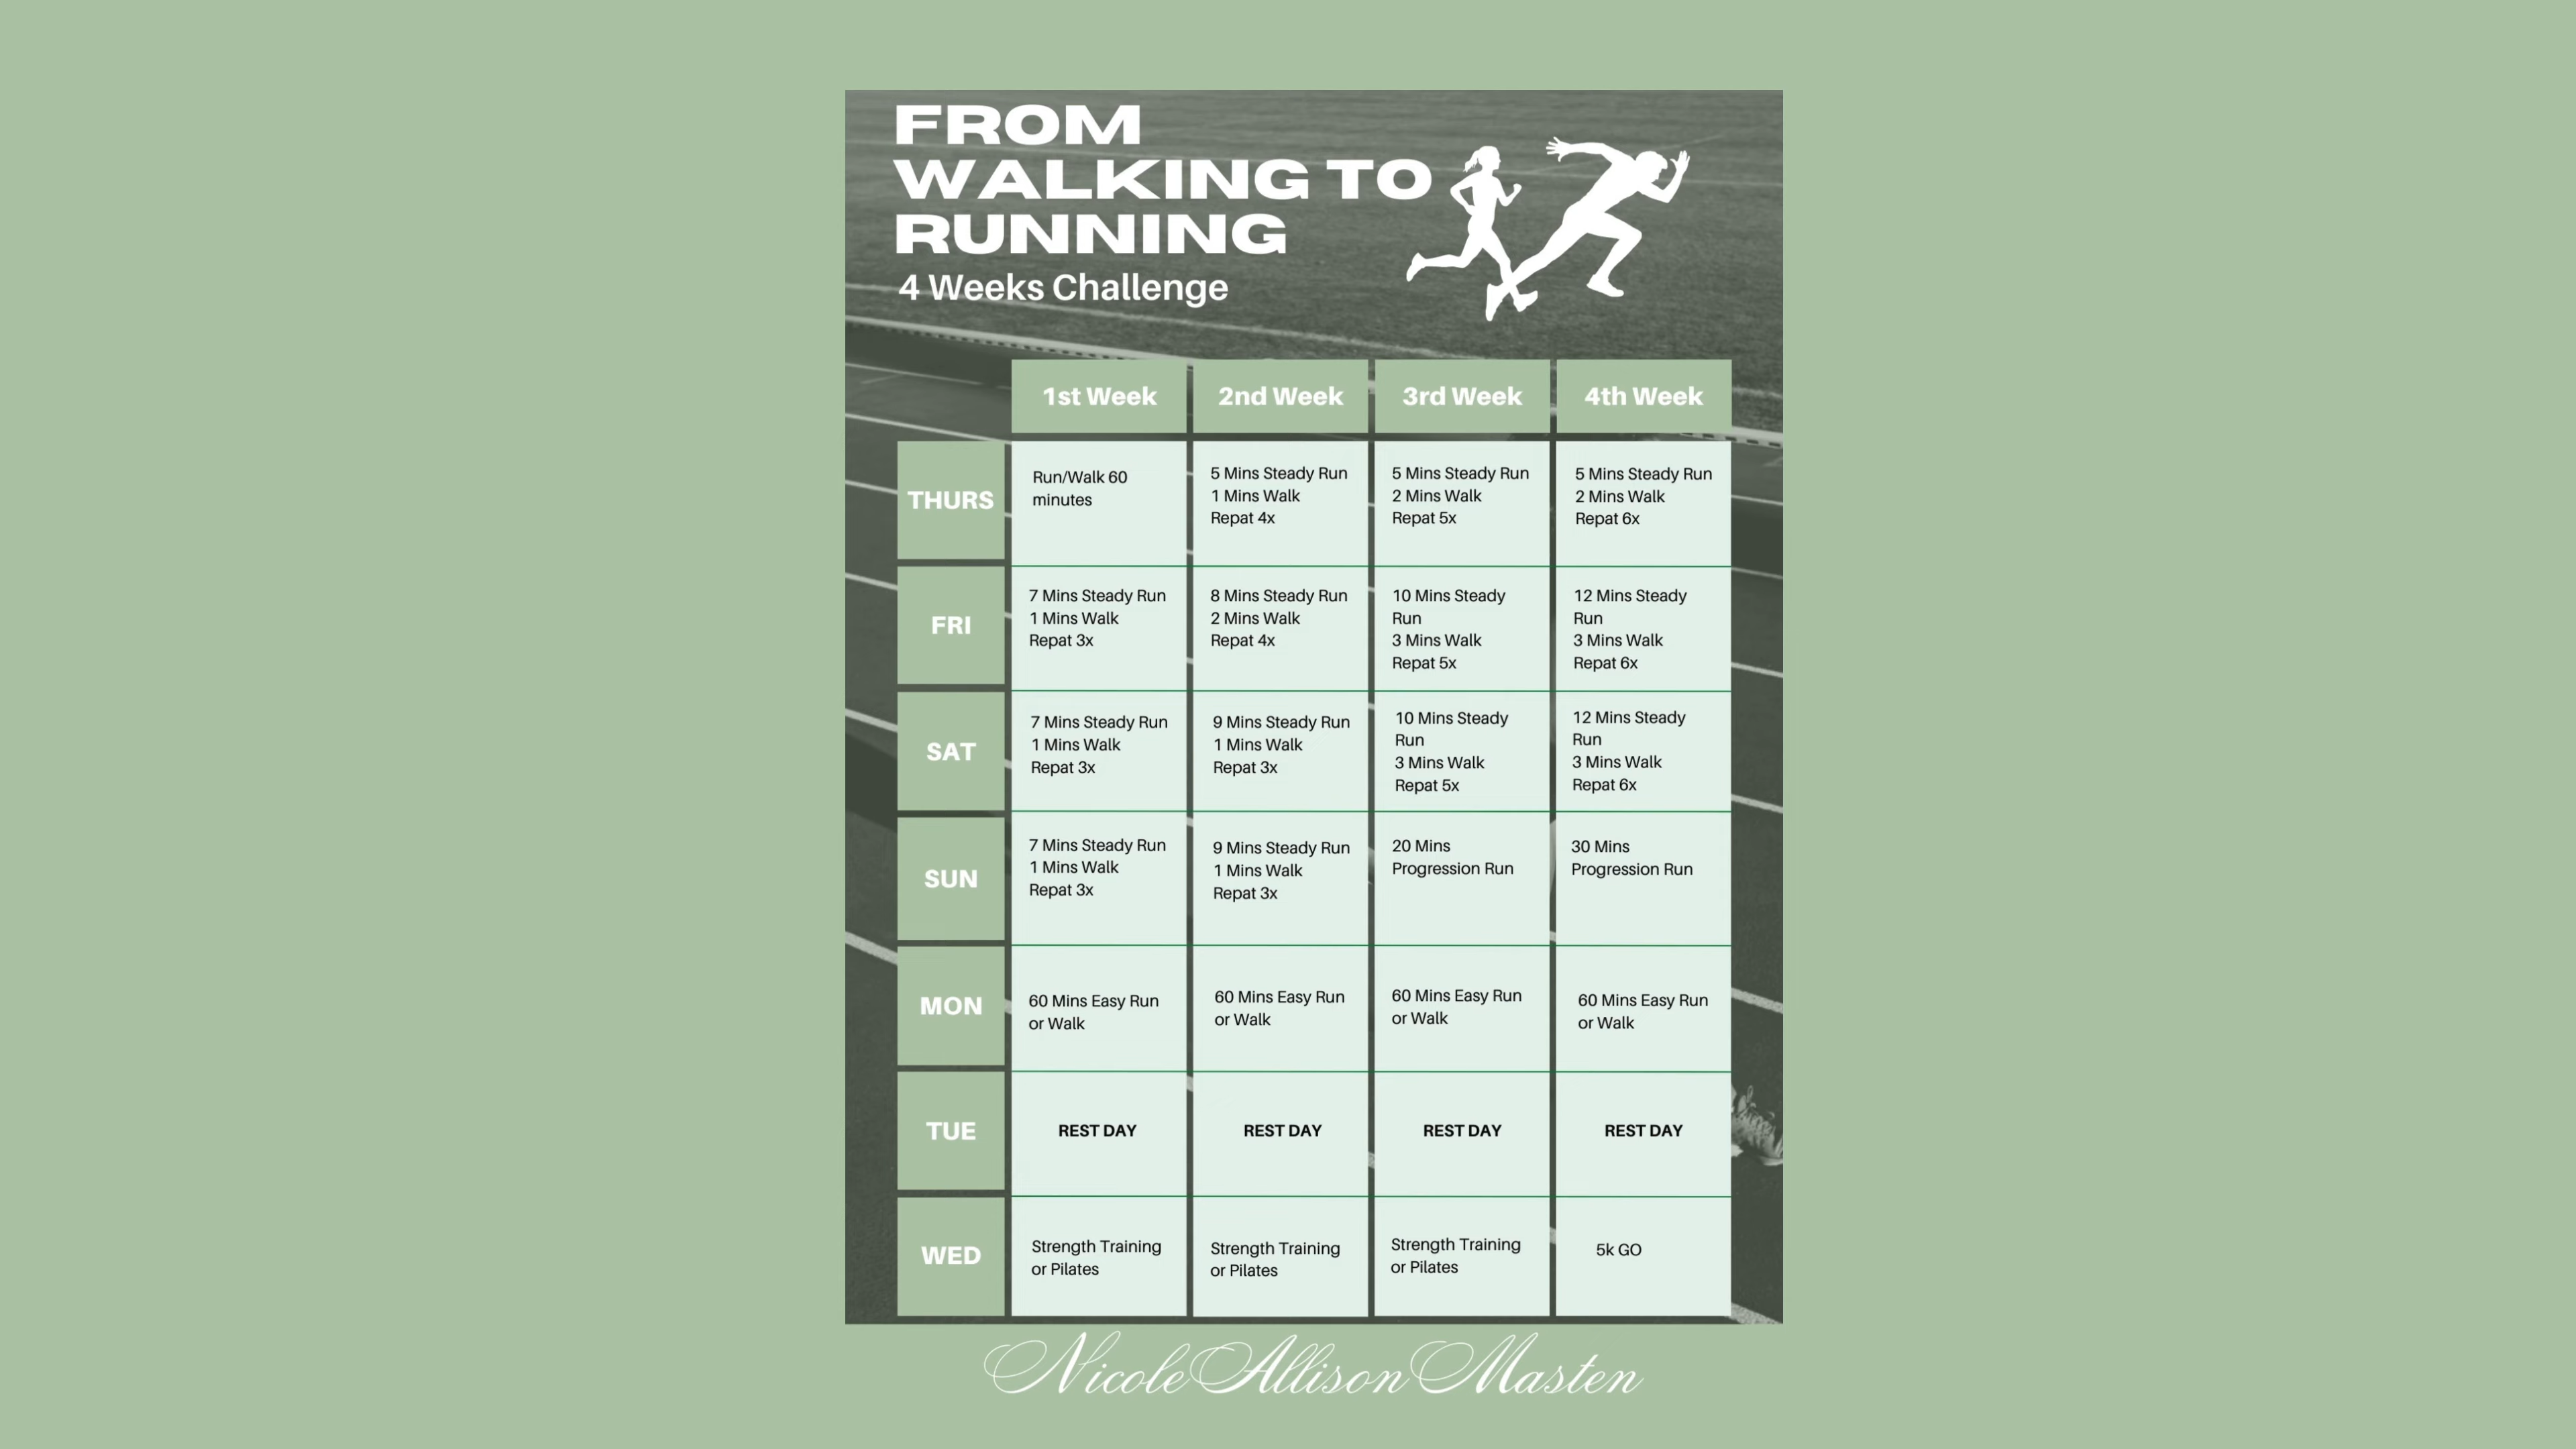 FROM
WALKING TO
RUNNING
4 Weeks Challenge
1st Week
2nd Week
3rd Week
4th Week
THURS
Run/Walk 60
minutes
5 Mins Steady Run
1 Mins Walk
Repat 4x
5 Mins Steady Run
2 Mins Walk
Repat 5x
5 Mins Steady Run
2 Mins Walk
Repat 6x
FRI
7 Mins Steady Run
1 Mins Walk
Repat 3x
8 Mins Steady Run
2 Mins Walk
Repat 4x
10 Mins Steady
Run
3 Mins Walk
Repat 5x
12 Mins Steady
Run
3 Mins Walk
Repat 6x
SAT
7 Mins Steady Run
1 Mins Walk
Repat 3x
9 Mins Steady Run
1 Mins Walk
Repat 3x
10 Mins Steady
Run
3 Mins Walk
Repat 5x
12 Mins Steady
Run
3 Mins Walk
Repat 6x
SUN
7 Mins Steady Run
1 Mins Walk
Repat 3x
9 Mins Steady Run
1 Mins Walk
Repat 3x
20 Mins
Progression Run
30 Mins
Progression Run
MON
60 Mins Easy Run
or Walk
60 Mins Easy Run
or Walk
60 Mins Easy Run
or Walk
60 Mins Easy Run
or Walk
TUE
REST DAY
REST DAY
REST DAY
REST DAY
WED
Strength Training
or Pilates
Strength Training
or Pilates
Strength Training
or Pilates
5k GO
NicoleAllisonMasten